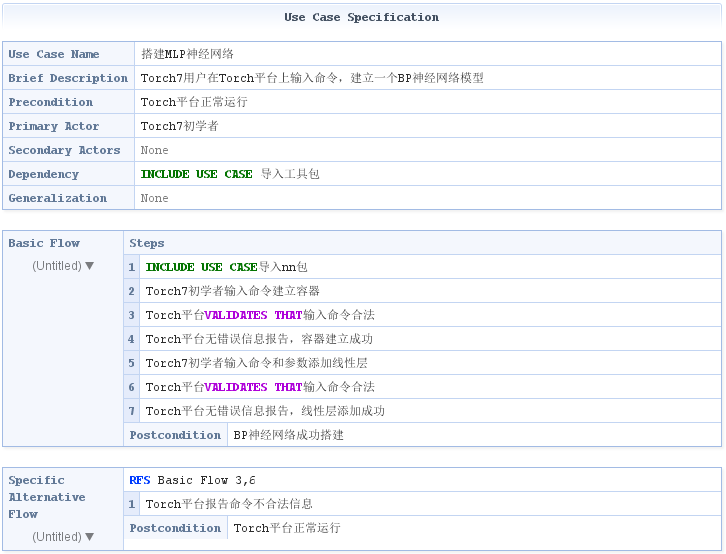 Use Case Specification
Use Case Name 搭建MLP神经网络
Brief Description Torch7用户在Torch平台上输入命令，建立一个BP神经网络模型
Precondition Torch平台正常运行
Primary Actor Torch7初学者
Secondary Actors None
Dependency INCLUDE USE CASE 导入工具包
Generalization None
Basic Flow Steps
(Untitled) ▼
1 INCLUDE USE CASE导入nn包
2 Torch7初学者输入命令建立容器
3 Torch平台VALIDATES THAT输入命令合法
4 Torch平台无错误信息报告，容器建立成功
5 Torch7初学者输入命令和参数添加线性层
6 Torch平台VALIDATES THAT输入命令合法
7 Torch平台无错误信息报告，线性层添加成功
Postcondition BP神经网络成功搭建
Specific Alternative Flow
(Untitled) ▼
RFS Basic Flow 3,6
1 Torch平台报告命令不合法信息
Postcondition Torch平台正常运行